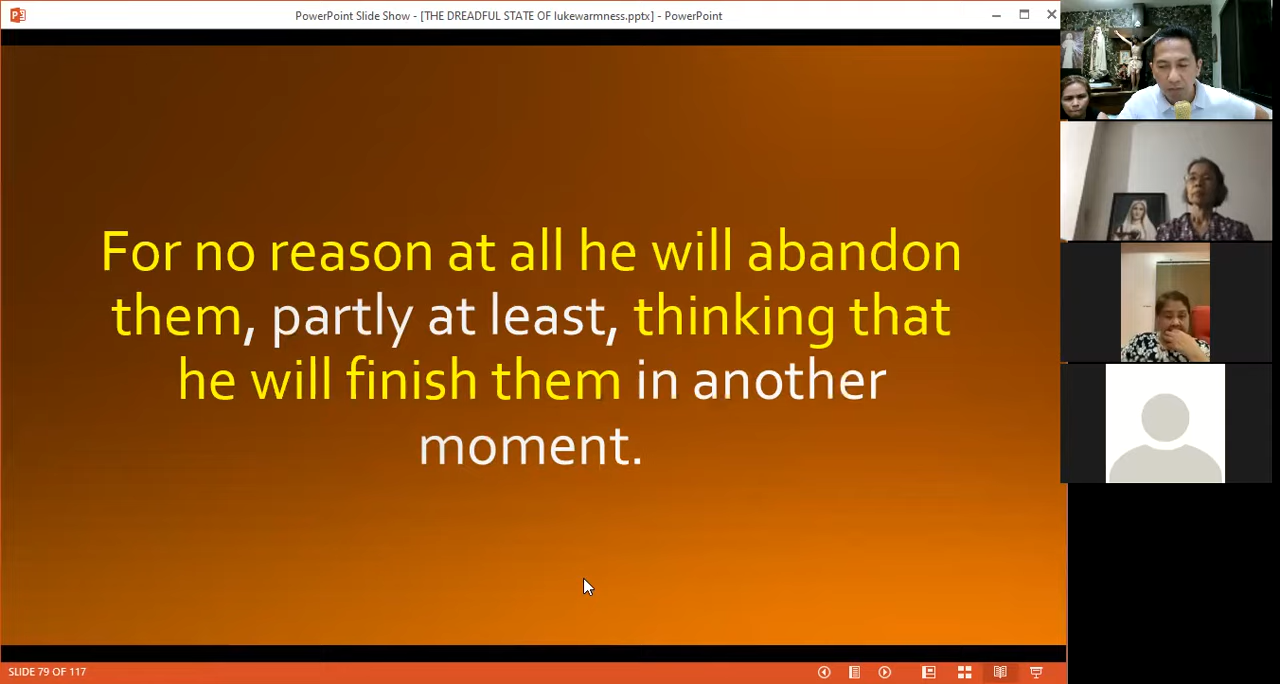 PowerPoint Slide Show - [THE DREADFUL STATE OF lukewarmness.pptx] - PowerPoint
For no reason at all he will abandon
them, partly at least, thinking that
he will finish them in another
moment.
SLIDE 79 OF 117